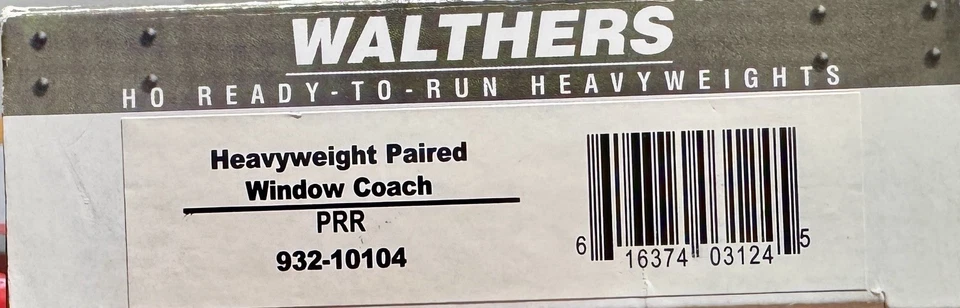 WALTHERS
HO READY-TO-RUN HEAVYWEIGHTS
Heavyweight Paired
Window Coach
PRR
932-10104
6 16374 03124 5